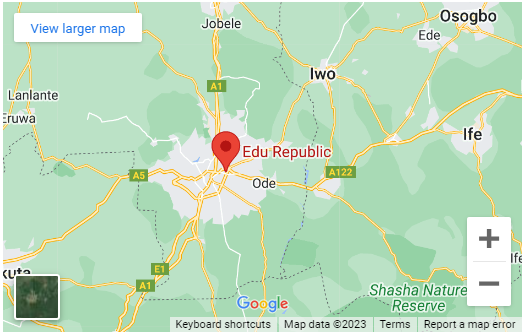 View larger map
Jobele
Osogbo
Ede
Iwo
A1
Lanlante
Eruwa
Ife
Edu Republic
A5
Ode
A122
E1
kuta
A1
Ife
Shasha Nature
Reserve
Google
Keyboard shortcuts
Map data ©2023
Terms
Report a map error